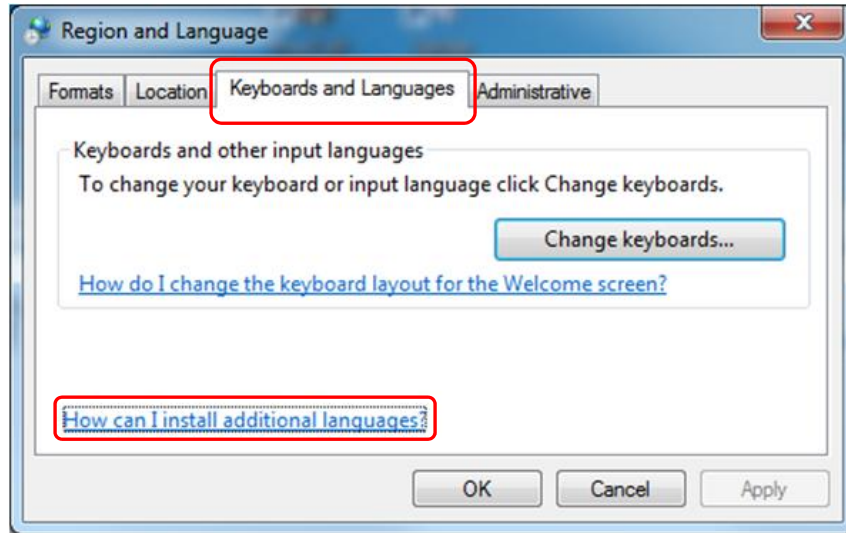 Region and Language
Formats Location Keyboards and Languages Administrative
Keyboards and other input languages
To change your keyboard or input language click Change keyboards.
Change keyboards...
How do I change the keyboard layout for the Welcome screen?
How can I install additional languages?
OK Cancel Apply